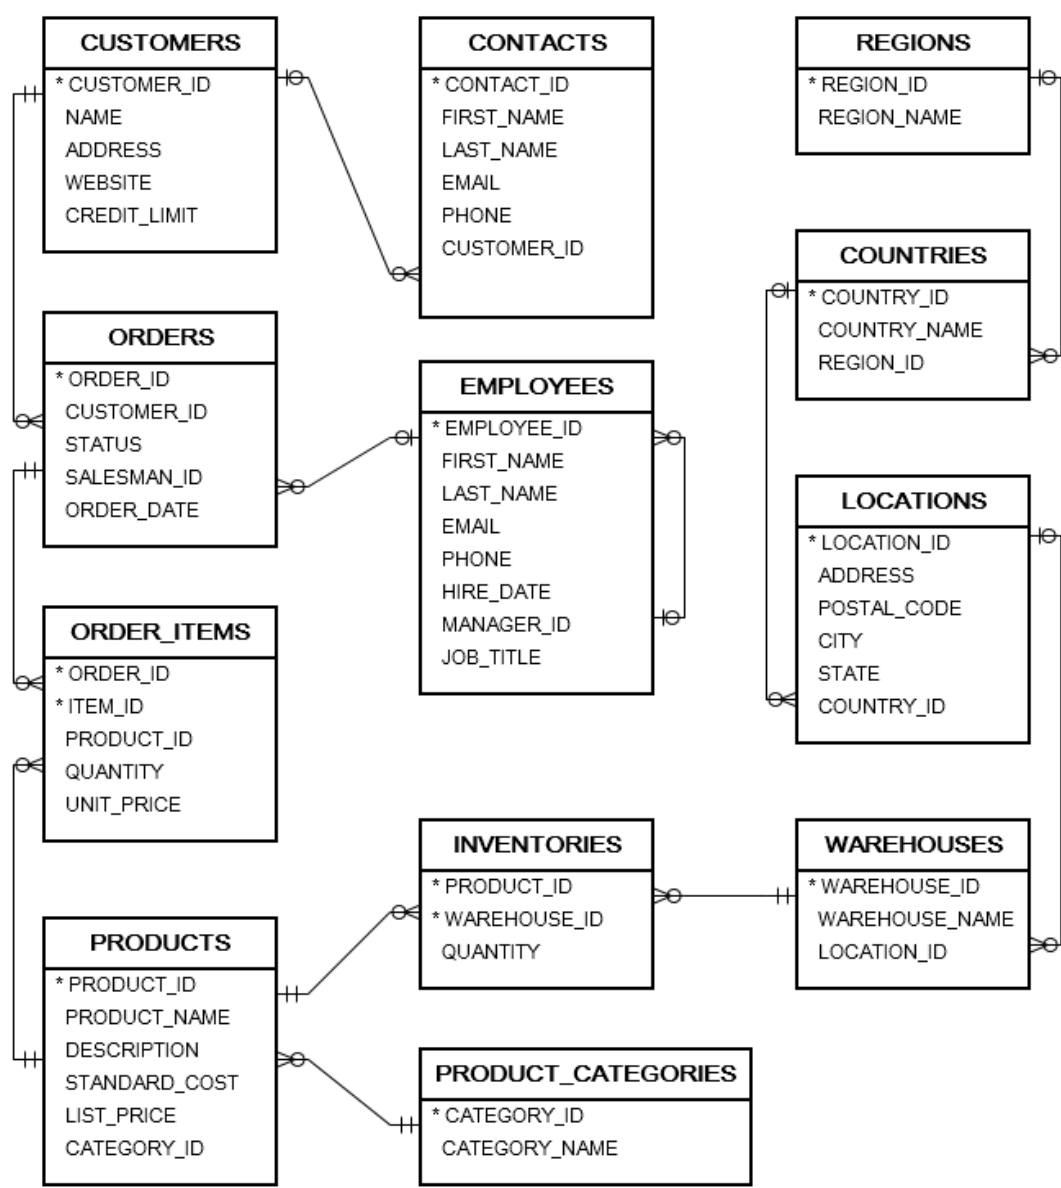 CUSTOMERS
* CUSTOMER_ID
NAME
ADDRESS
WEBSITE
CREDIT_LIMIT
CONTACTS
* CONTACT_ID
FIRST_NAME
LAST_NAME
EMAIL
PHONE
CUSTOMER_ID
REGIONS
* REGION_ID
REGION_NAME
COUNTRIES
* COUNTRY_ID
COUNTRY_NAME
REGION_ID
ORDERS
* ORDER_ID
CUSTOMER_ID
STATUS
SALESMAN_ID
ORDER_DATE
EMPLOYEES
* EMPLOYEE_ID
FIRST_NAME
LAST_NAME
EMAIL
PHONE
HIRE_DATE
MANAGER_ID
JOB_TITLE
LOCATIONS
* LOCATION_ID
ADDRESS
POSTAL_CODE
CITY
STATE
COUNTRY_ID
ORDER_ITEMS
* ORDER_ID
* ITEM_ID
PRODUCT_ID
QUANTITY
UNIT_PRICE
INVENTORIES
* PRODUCT_ID
* WAREHOUSE_ID
QUANTITY
WAREHOUSES
* WAREHOUSE_ID
WAREHOUSE_NAME
LOCATION_ID
PRODUCTS
* PRODUCT_ID
PRODUCT_NAME
DESCRIPTION
STANDARD_COST
LIST_PRICE
CATEGORY_ID
PRODUCT_CATEGORIES
* CATEGORY_ID
CATEGORY_NAME